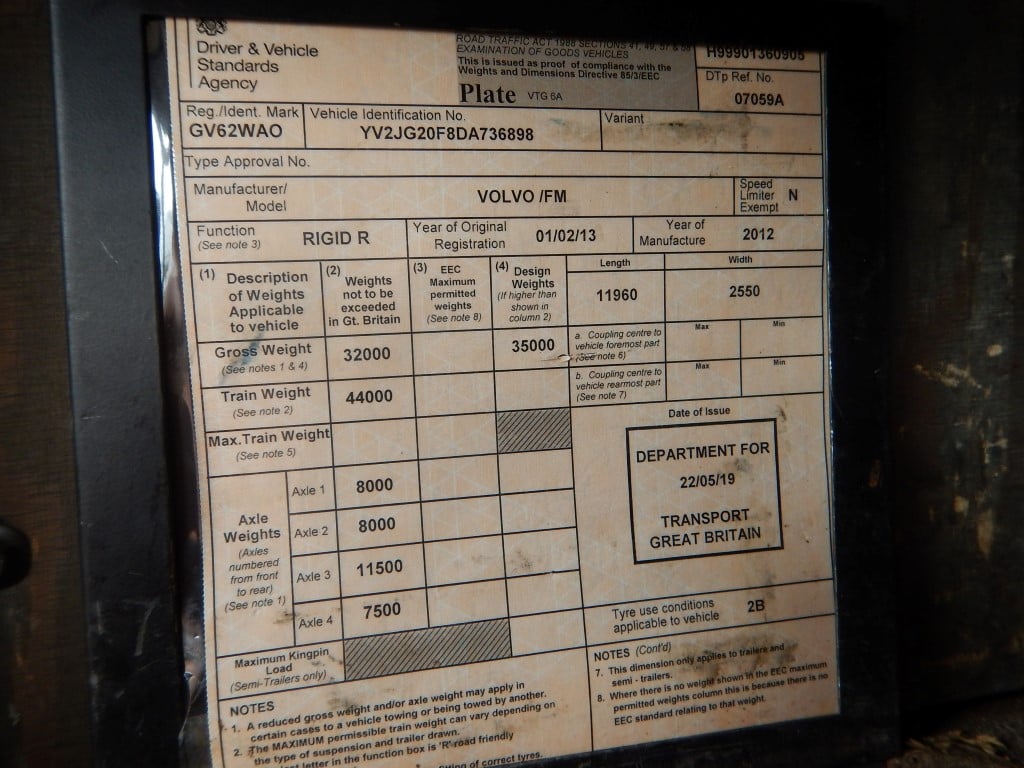 Driver & Vehicle
Standards
Agency
ROAD TRAFFIC ACT 1988 SECTIONS 41, 49, 57 & 58
EXAMINATION OF GOODS VEHICLES
This is issued as proof of compliance with the
Weights and Dimensions Directive 85/3/EEC
Plate VTG 6A
H99901360905
DTp Ref. No.
07059A
Reg./Ident. Mark
GV62WAO
Vehicle Identification No.
YV2JG20F8DA736898
Variant
Type Approval No.
Manufacturer/
Model
VOLVO /FM
Speed
Limiter
Exempt
N
Function
(See note 3)
RIGID R
Year of Original
Registration
01/02/13
Year of
Manufacture
2012
(1) Description
of Weights
Applicable
to vehicle
(2) Weights
not to be
exceeded
in Gt. Britain
(3) EEC
Maximum
permitted
weights
(See note 8)
(4) Design
Weights
(If higher than
shown in
column 2)
Length
11960
Width
2550
Gross Weight
(See notes 1 & 4)
32000
35000
a. Coupling centre to
vehicle foremost part
(See note 6)
Max
Min
Train Weight
(See note 2)
44000
b. Coupling centre to
vehicle rearmost part
(See note 7)
Max
Min
Max.Train Weight
(See note 5)
Date of Issue
DEPARTMENT FOR
22/05/19
TRANSPORT
GREAT BRITAIN
Axle
Weights
(Axles
numbered
from front
to rear)
(See note 1)
Axle 1
8000
Axle 2
8000
Axle 3
11500
Axle 4
7500
Tyre use conditions
applicable to vehicle
2B
Maximum Kingpin
Load
(Semi-Trailers only)
NOTES
1. A reduced gross weight and/or axle weight may apply in
certain cases to a vehicle towing or being towed by another.
2. The MAXIMUM permissible train weight can vary depending on
the type of suspension and trailer drawn.
letter in the function box is 'R'-road friendly
fitting of correct tyres.
NOTES (Cont'd)
7. This dimension only applies to trailers and
semi - trailers.
8. Where there is no weight shown in the EEC maximum
permitted weights column this is because there is no
EEC standard relating to that weight.